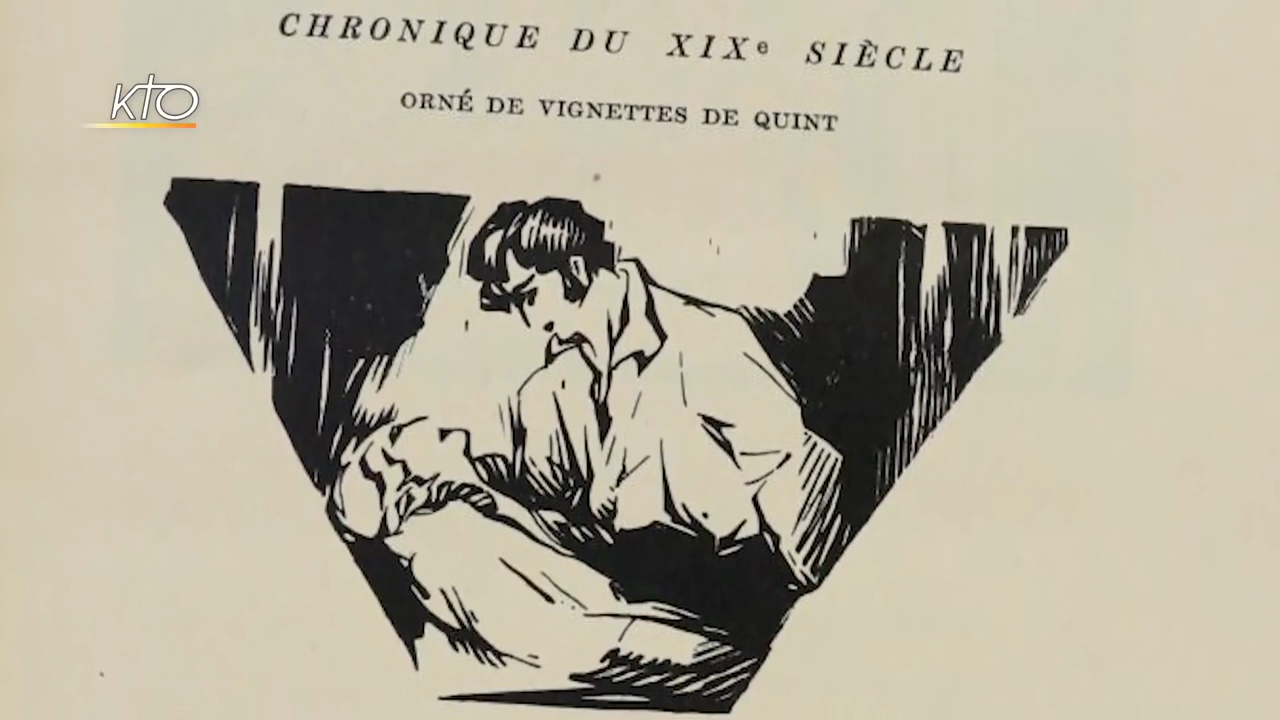 CHRONIQUE DU XIXe SIÈCLE
KTO
ORNÉ DE VIGNETTES DE QUINT